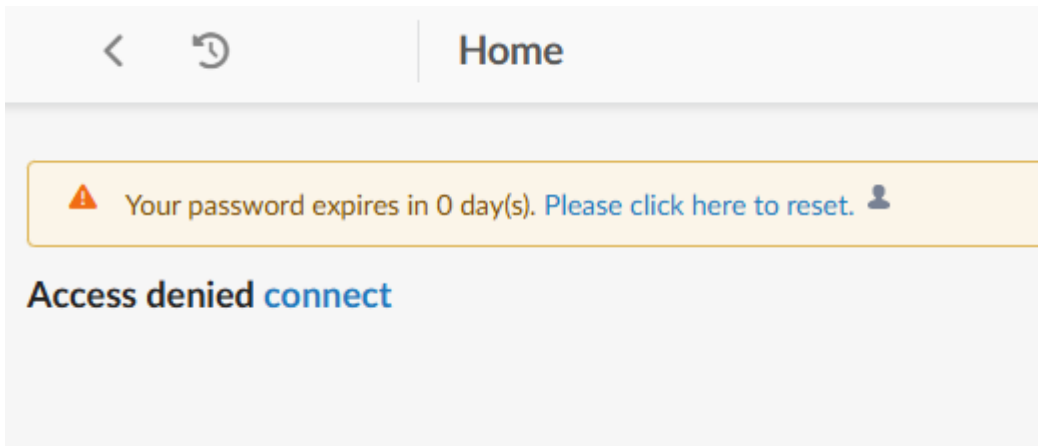 Home
Your password expires in 0 day(s). Please click here to reset.
Access denied connect